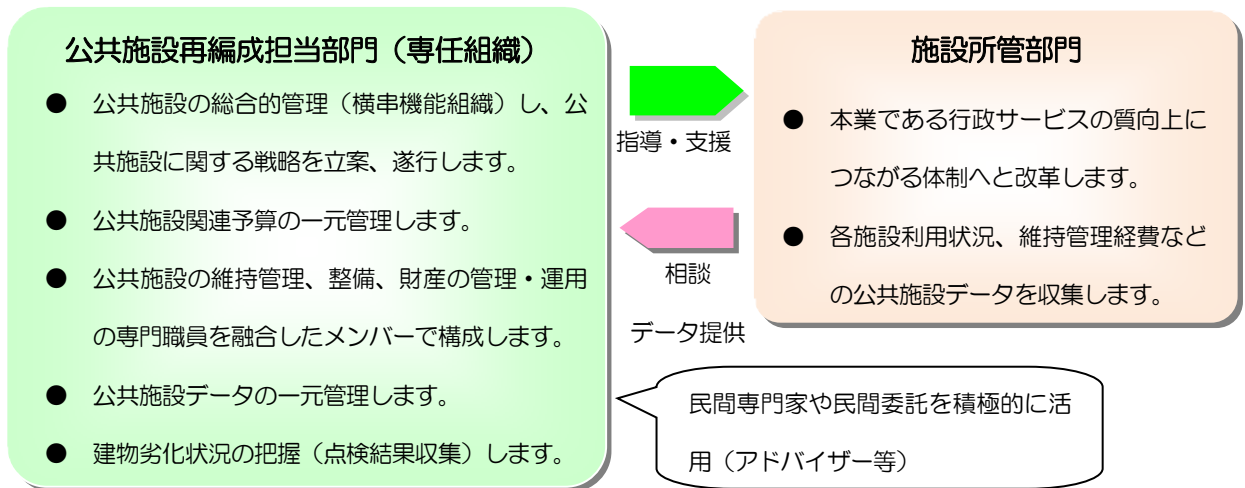 公共施設再編成担当部門（専任組織）
● 公共施設の総合的管理（横串機能組織）し、公
共施設に関する戦略を立案、遂行します。
● 公共施設関連予算の一元管理します。
● 公共施設の維持管理、整備、財産の管理・運用
の専門職員を融合したメンバーで構成します。
● 公共施設データの一元管理します。
● 建物劣化状況の把握（点検結果収集）します。
指導・支援
相談
データ提供
施設所管部門
● 本業である行政サービスの質向上に
つながる体制へと改革します。
● 各施設利用状況、維持管理経費など
の公共施設データを収集します。
民間専門家や民間委託を積極的に活
用（アドバイザー等）